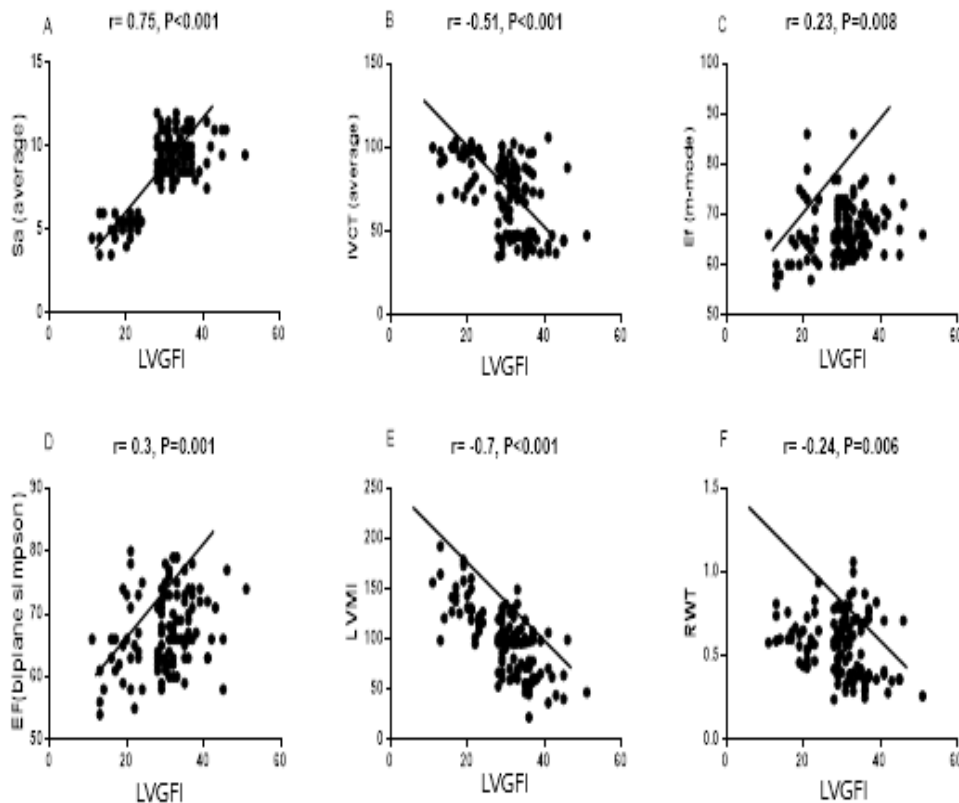 A
r= 0.75, P<0.001
Sa (average)
15
10
5
0
0 20 40 60
LVGFI
B
r= -0.51, P<0.001
IVCT (average)
150
100
50
0
0 20 40 60
LVGFI
C
r= 0.23, P=0.008
Ef (m-mode)
100
90
80
70
60
50
0 20 40 60
LVGFI
D
r= 0.3, P=0.001
EF(biplane simpson)
90
80
70
60
50
0 20 40 60
LVGFI
E
r= -0.7, P<0.001
LVMI
250
200
150
100
50
0
0 20 40 60
LVGFI
F
r= -0.24, P=0.006
RWT
1.5
1.0
0.5
0.0
0 20 40 60
LVGFI